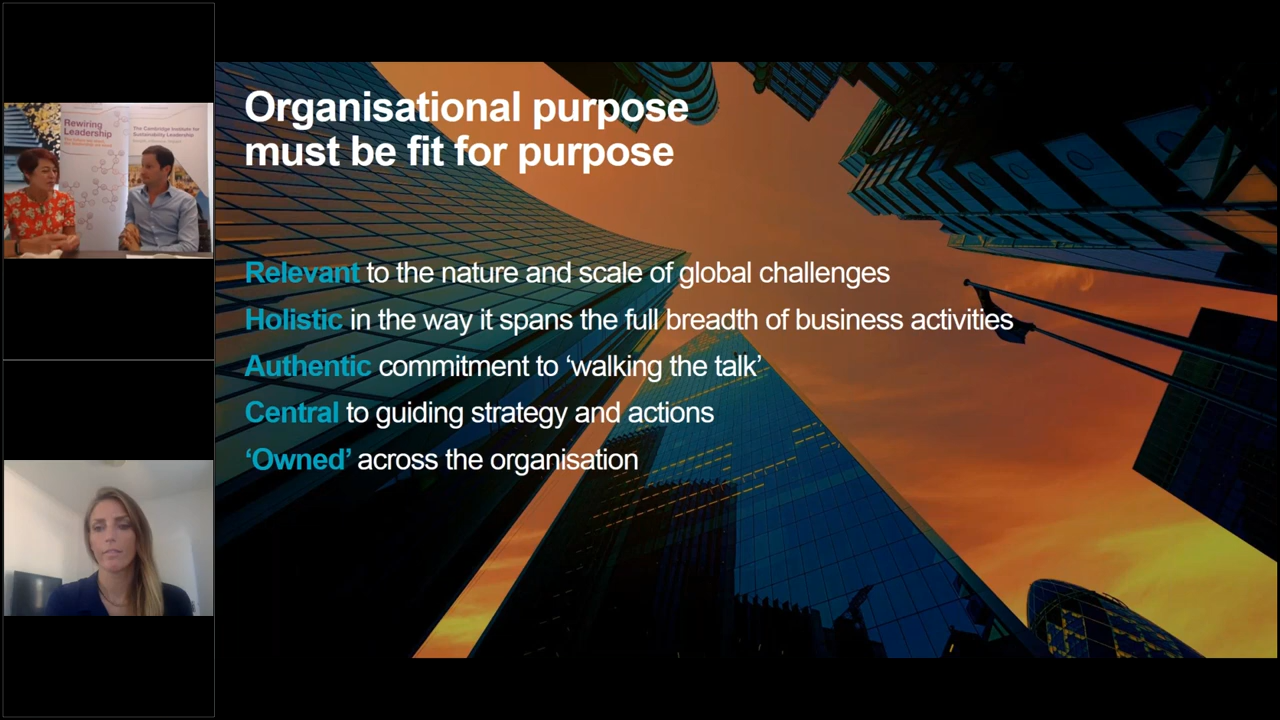 Rewiring
Leadership
The Cambridge Institute for
Sustainability Leadership
Organisational purpose
must be fit for purpose
Relevant to the nature and scale of global challenges
Holistic in the way it spans the full breadth of business activities
Authentic commitment to ‘walking the talk’
Central to guiding strategy and actions
‘Owned’ across the organisation